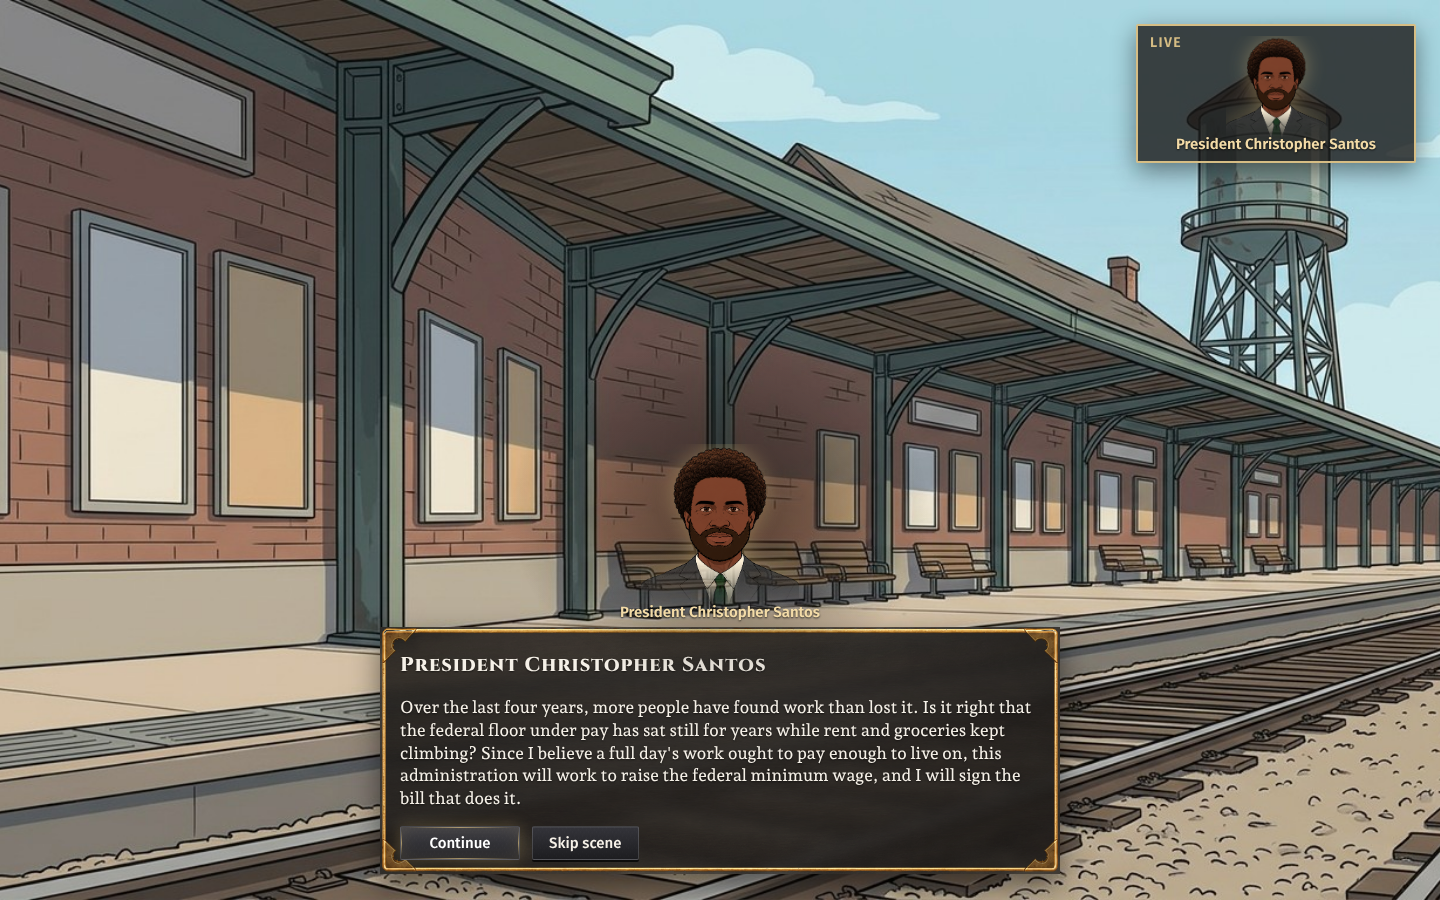 LIVE
President Christopher Santos
President Christopher Santos
President Christopher Santos
Over the last four years, more people have found work than lost it. Is it right that
the federal floor under pay has sat still for years while rent and groceries kept
climbing? Since I believe a full day's work ought to pay enough to live on, this
administration will work to raise the federal minimum wage, and I will sign the
bill that does it.
Continue
Skip scene